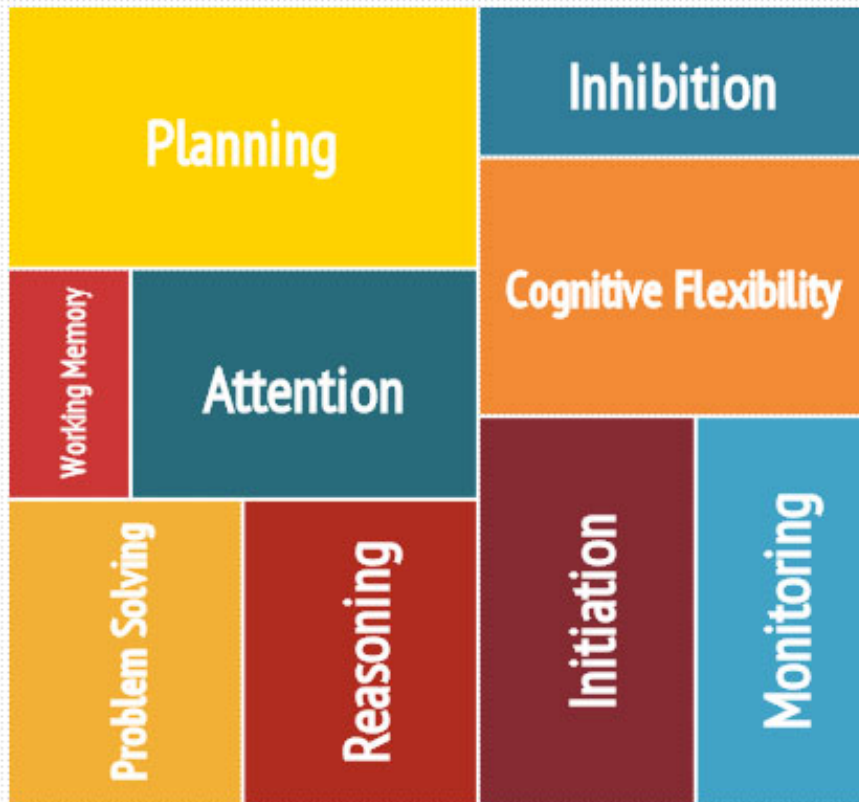 Planning
Inhibition
Cognitive Flexibility
Working Memory
Attention
Problem Solving
Reasoning
Initiation
Monitoring